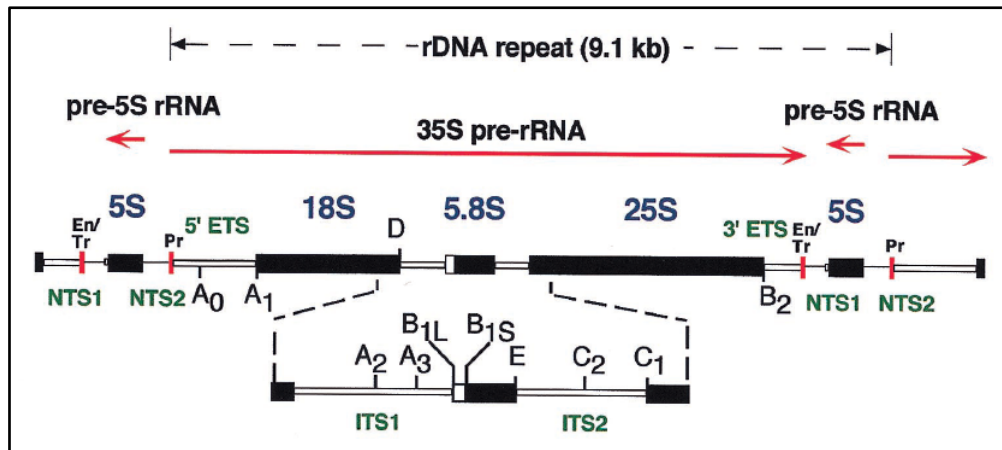 rDNA repeat (9.1 kb)
pre-5S rRNA
35S pre-rRNA
pre-5S rRNA
5S
18S
5.8S
25S
5S
En/
Tr
Pr
5' ETS
D
3' ETS
En/
Tr
Pr
NTS1
NTS2
A0
A1
B2
NTS1
NTS2
A2
A3
B1L
B1S
E
C2
C1
ITS1
ITS2